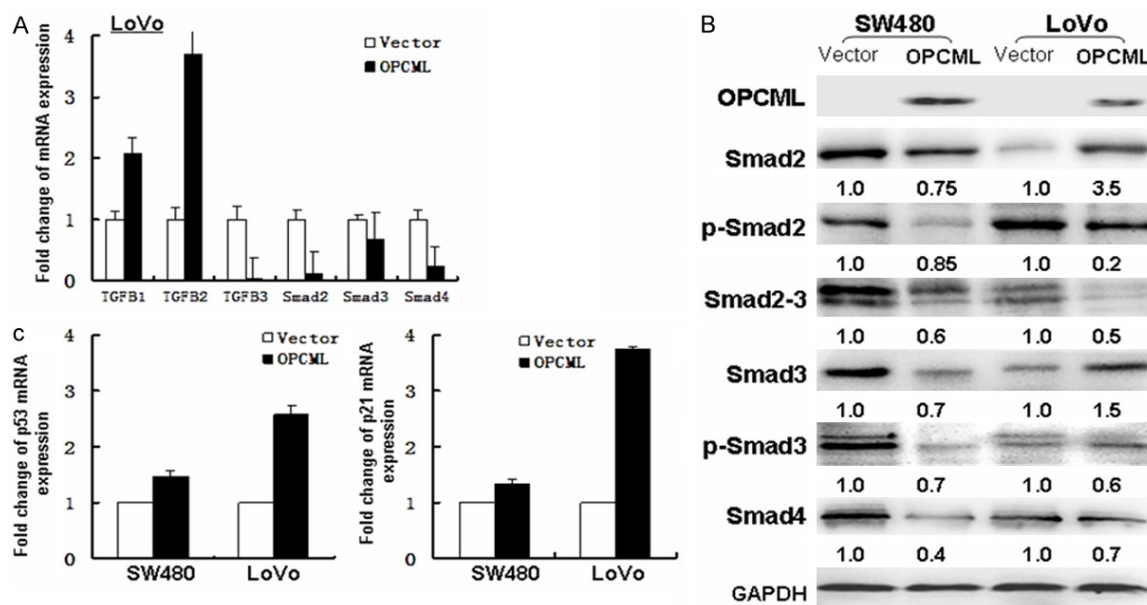 A
LoVo
Fold change of mRNA expression
4
3
2
1
0
Vector
OPCML
TGFB1 TGFB2 TGFB3 Smad2 Smad3 Smad4
B
SW480 LoVo
Vector OPCML Vector OPCML
OPCML
Smad2
1.0 0.75 1.0 3.5
p-Smad2
1.0 0.85 1.0 0.2
Smad2-3
1.0 0.6 1.0 0.5
Smad3
1.0 0.7 1.0 1.5
p-Smad3
1.0 0.7 1.0 0.6
Smad4
1.0 0.4 1.0 0.7
GAPDH
c
Fold change of p53 mRNA
expression
4
3
2
1
0
Vector
OPCML
SW480 LoVo
Fold change of p21 mRNA
expression
4
3
2
1
0
Vector
OPCML
SW480 LoVo